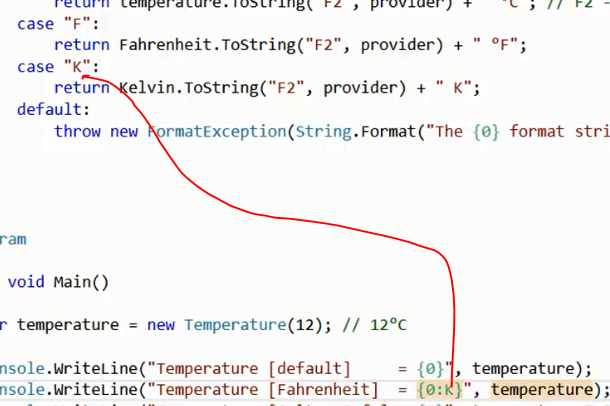 return temperature.ToString("F2", provider) + " °C"; // F2 -
case "F":
return Fahrenheit.ToString("F2", provider) + " °F";
case "K":
return Kelvin.ToString("F2", provider) + " K";
default:
throw new FormatException(String.Format("The {0} format stri
ram
void Main()
r temperature = new Temperature(12); // 12°C
nsole.WriteLine("Temperature [default]     = {0}", temperature);
nsole.WriteLine("Temperature [Fahrenheit]  = {0:K}", temperature);